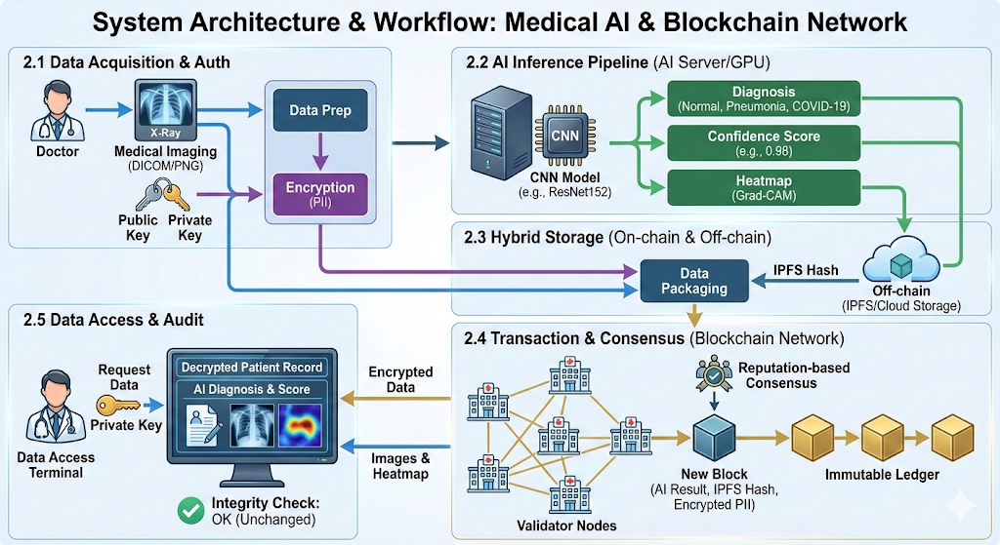 System Architecture & Workflow: Medical AI & Blockchain Network
2.1 Data Acquisition & Auth
Doctor
X-Ray
Medical Imaging
(DICOM/PNG)
Public
Key
Private
Key
Data Prep
Encryption
(PII)
2.2 AI Inference Pipeline (AI Server/GPU)
CNN
CNN Model
(e.g., ResNet152)
Diagnosis
(Normal, Pneumonia, COVID-19)
Confidence Score
(e.g., 0.98)
Heatmap
(Grad-CAM)
2.3 Hybrid Storage (On-chain & Off-chain)
Data
Packaging
IPFS Hash
Off-chain
(IPFS/Cloud Storage)
2.4 Transaction & Consensus (Blockchain Network)
Reputation-based
Consensus
Validator Nodes
New Block
(AI Result, IPFS Hash,
Encrypted PII)
Immutable Ledger
2.5 Data Access & Audit
Request
Data
Private Key
Data Access
Terminal
Decrypted Patient Record
AI Diagnosis & Score
Encrypted
Data
Images &
Heatmap
Integrity Check:
OK (Unchanged)